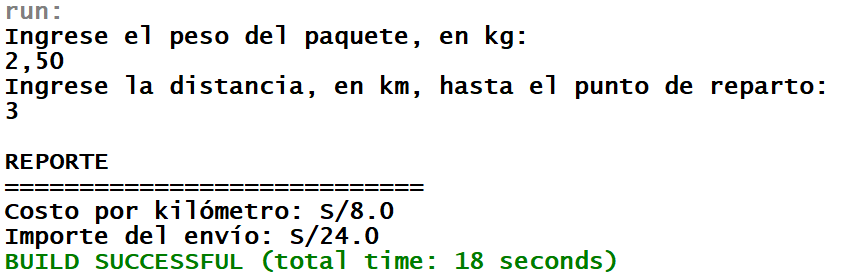 run:
Ingrese el peso del paquete, en kg:
2,50
Ingrese la distancia, en km, hasta el punto de reparto:
3
REPORTE
============================
Costo por kilómetro: S/8.0
Importe del envío: S/24.0
BUILD SUCCESSFUL (total time: 18 seconds)